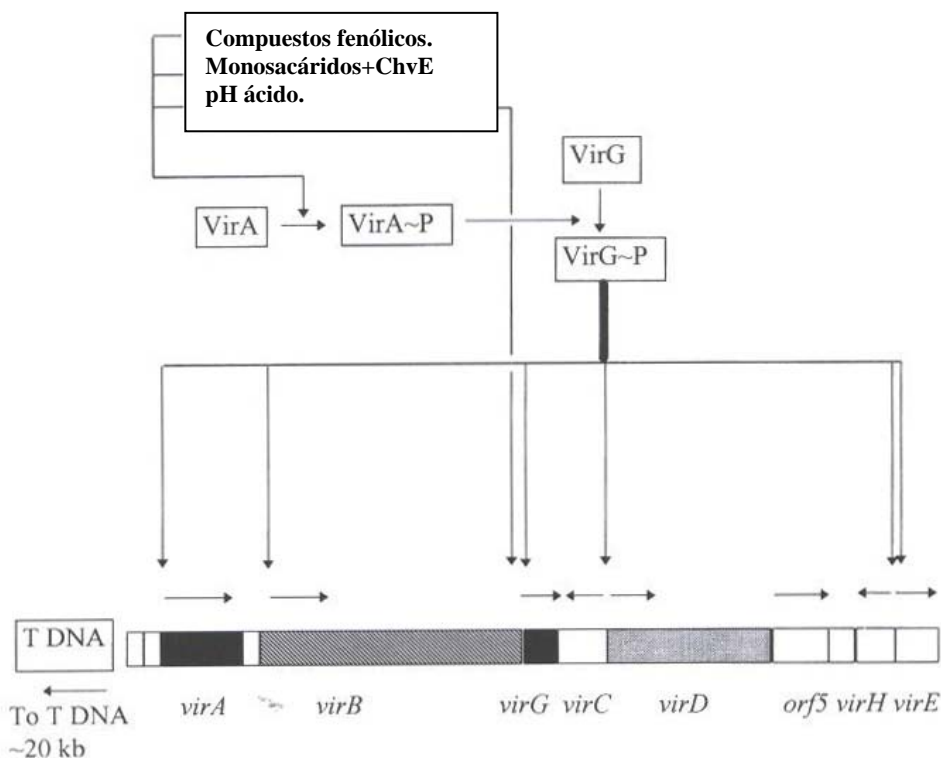 Compuestos fenólicos.
Monosacáridos+ChvE
pH ácido.
VirG
VirA
VirA~P
VirG~P
T DNA
To T DNA
~20 kb
virA
virB
virG
virC
virD
orf5
virH
virE